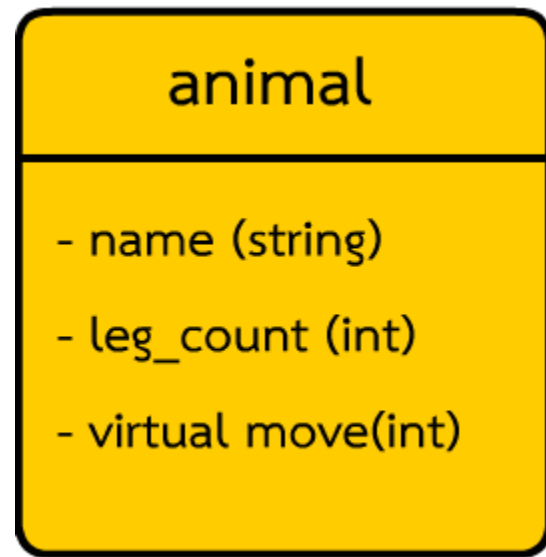 animal
- name (string)
- leg_count (int)
- virtual move(int)